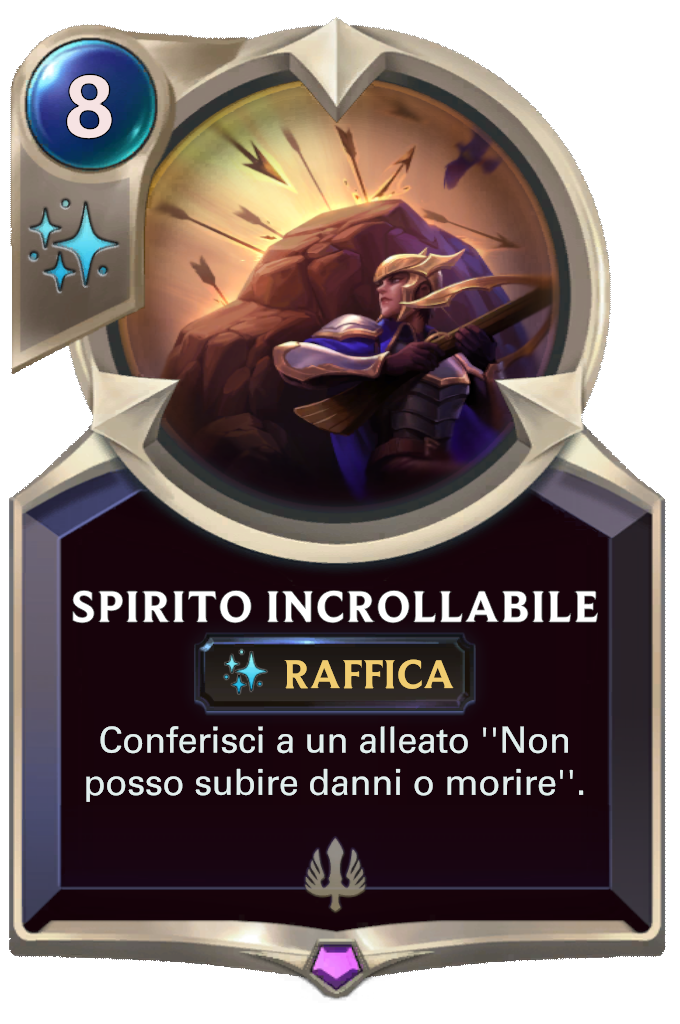 8
SPIRITO INCROLLABILE
RAFFICA
Conferisci a un alleato ''Non
posso subire danni o morire''.